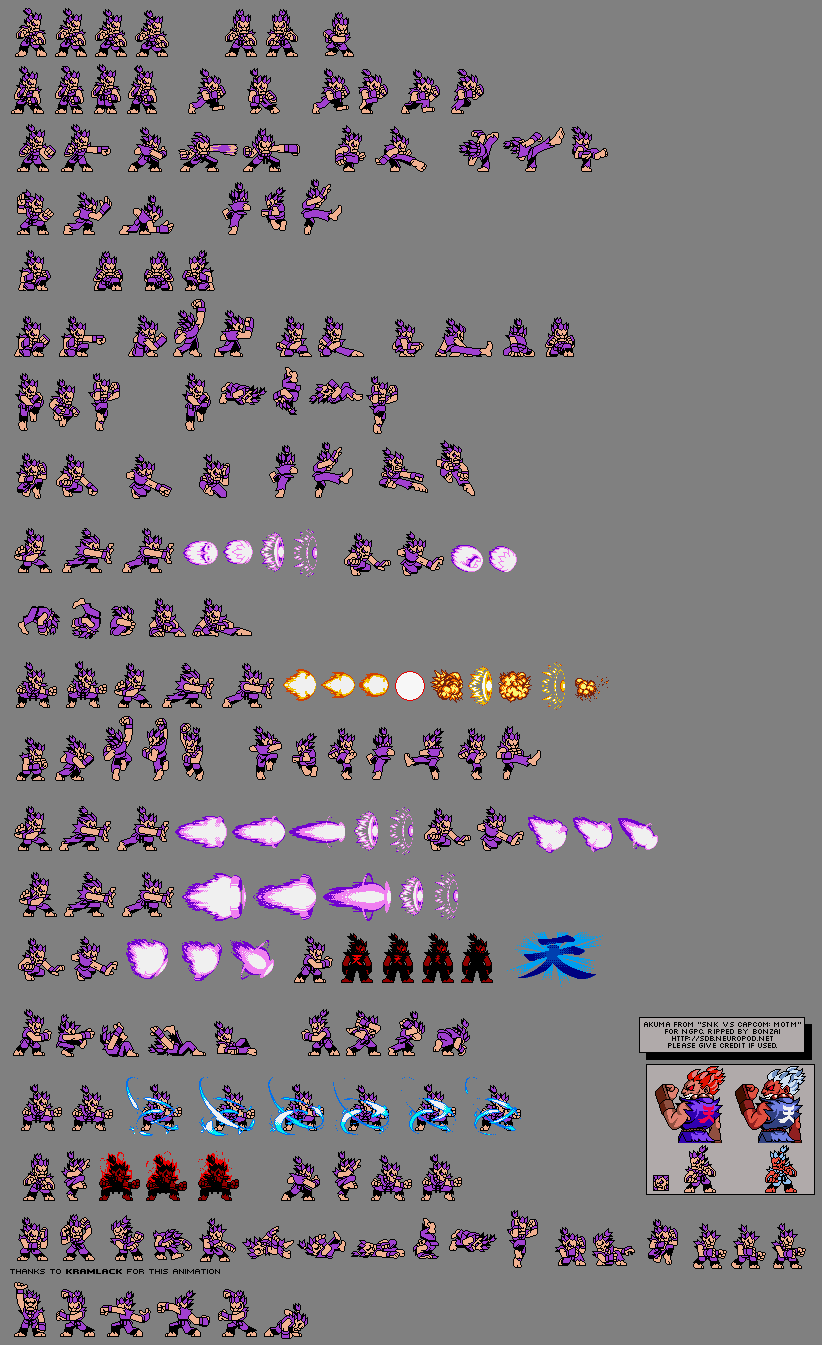 天
AKUMA FROM "SNK VS CAPCOM: MOTM"
FOR NGPC. RIPPED BY BONZAI
HTTP://SDB.NEUROPOD.NET
PLEASE GIVE CREDIT IF USED.
THANKS TO KRAMLACK FOR THIS ANIMATION